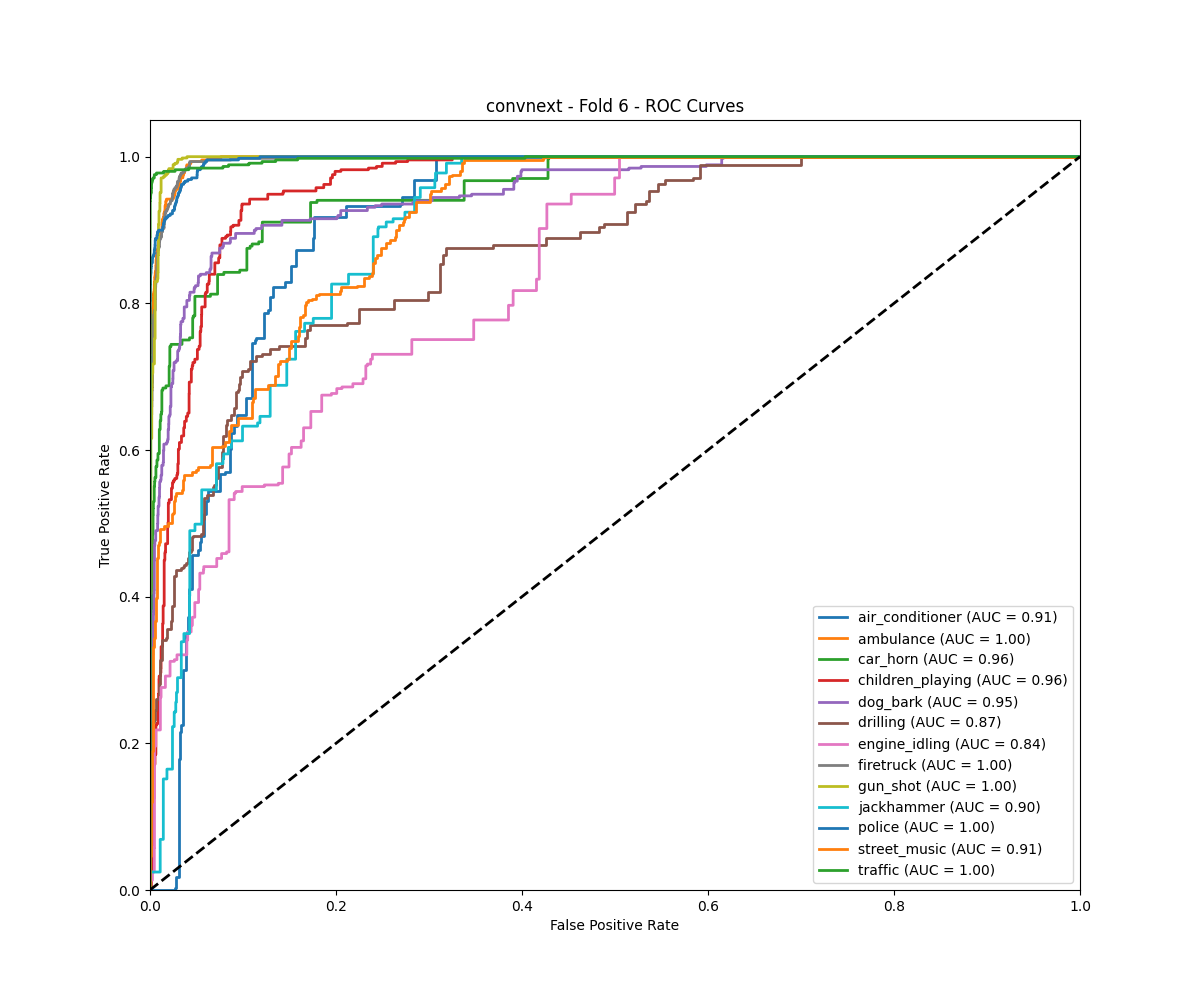 convnext - Fold 6 - ROC Curves
1.0
0.8
0.6
0.4
0.2
0.0
True Positive Rate
0.0 0.2 0.4 0.6 0.8 1.0
False Positive Rate
air_conditioner (AUC = 0.91)
ambulance (AUC = 1.00)
car_horn (AUC = 0.96)
children_playing (AUC = 0.96)
dog_bark (AUC = 0.95)
drilling (AUC = 0.87)
engine_idling (AUC = 0.84)
firetruck (AUC = 1.00)
gun_shot (AUC = 1.00)
jackhammer (AUC = 0.90)
police (AUC = 1.00)
street_music (AUC = 0.91)
traffic (AUC = 1.00)